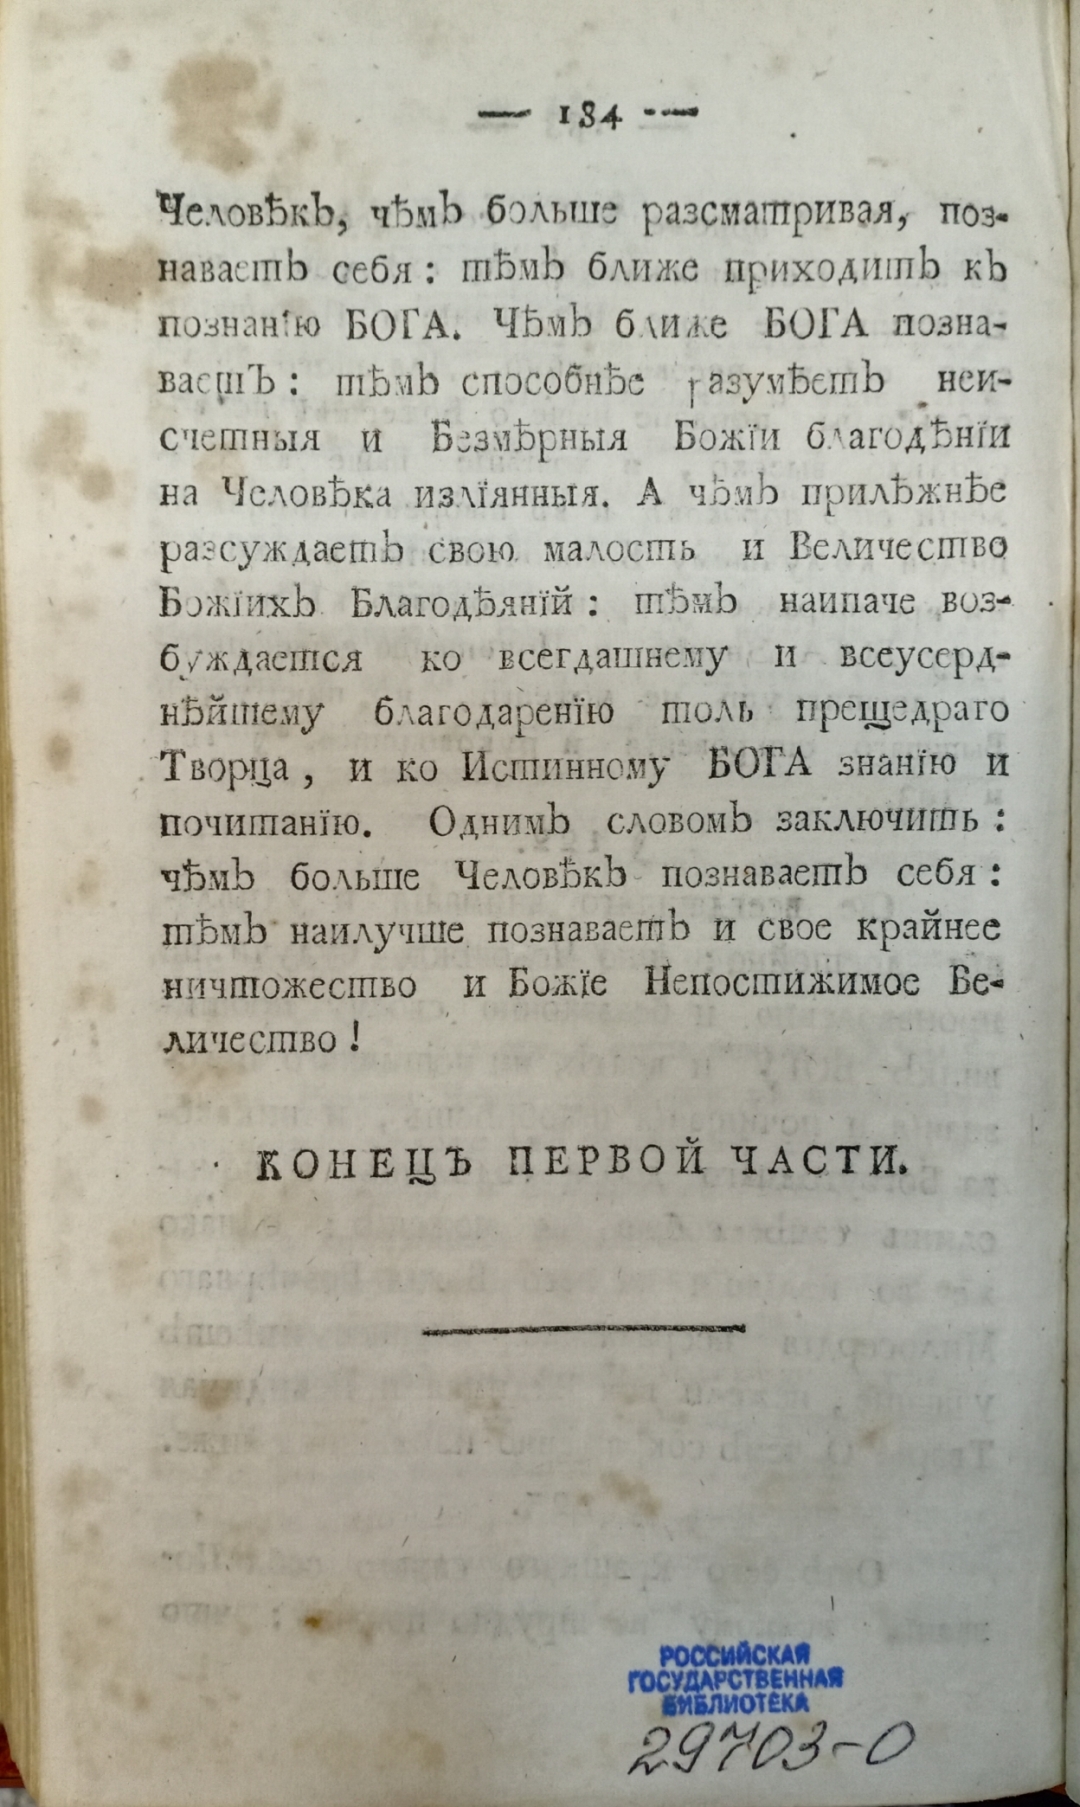 — 184 —
Человѣкъ, чѣмъ больше разсматривая, поз-
наваетъ себя: тѣмъ ближе приходитъ къ
познанїю БОГА. Чѣмъ ближе БОГА позна-
ваетъ: тѣмъ способнѣе разумѣетъ неи-
счетныя и Безмѣрныя Божїи благодѣнїи
на Человѣка излїянныя. А чѣмъ прилѣжнѣе
разсуждаетъ свою малость и Величество
Божїихъ Благодѣянїй: тѣмъ наипаче воз-
буждается ко всегдашнему и всеусерд-
нѣйшему благодаренїю толь прещедраго
Творца, и ко Истинному БОГА знанїю и
почитанїю. Однимъ словомъ заключить:
чѣмъ больше Человѣкъ познаваетъ себя:
тѣмъ наилучше познаваетъ и свое крайнее
ничтожество и Божїе Непостижимое Ве-
личество!
КОНЕЦЪ ПЕРВОЙ ЧАСТИ.
РОССИЙСКАЯ
ГОСУДАРСТВЕННАЯ
БИБЛИОТЕКА
29703-0